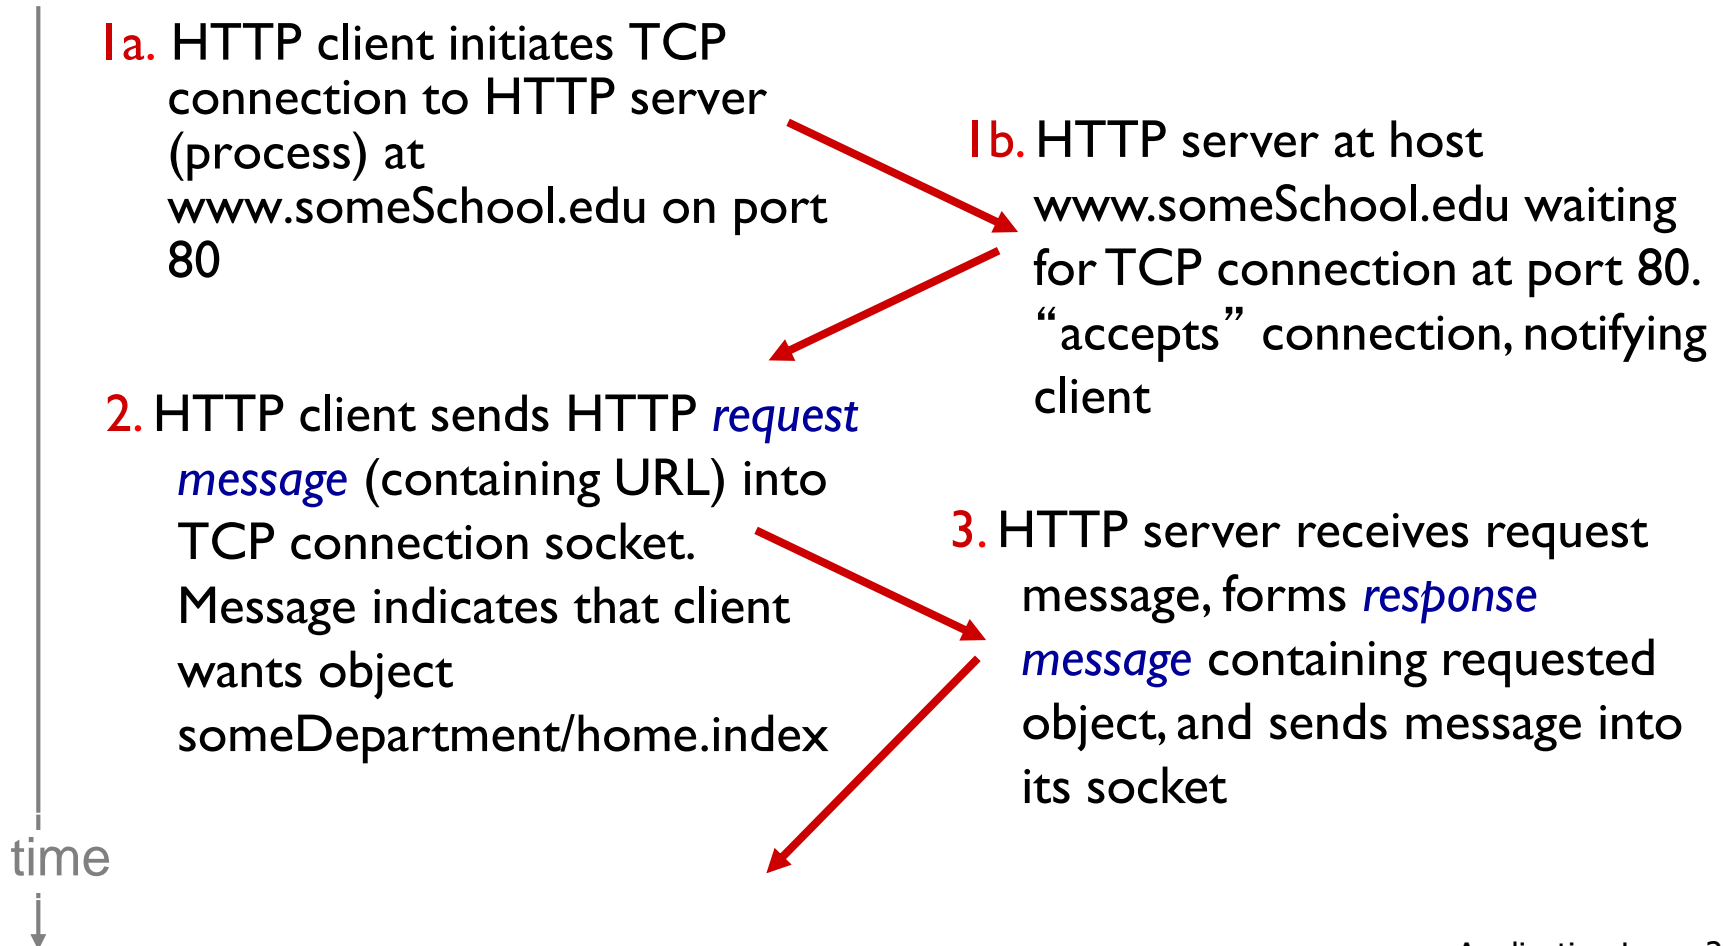 1a. HTTP client initiates TCP
connection to HTTP server
(process) at
www.someSchool.edu on port
80
1b. HTTP server at host
www.someSchool.edu waiting
for TCP connection at port 80.
“accepts” connection, notifying
client
2. HTTP client sends HTTP request
message (containing URL) into
TCP connection socket.
Message indicates that client
wants object
someDepartment/home.index
3. HTTP server receives request
message, forms response
message containing requested
object, and sends message into
its socket
time